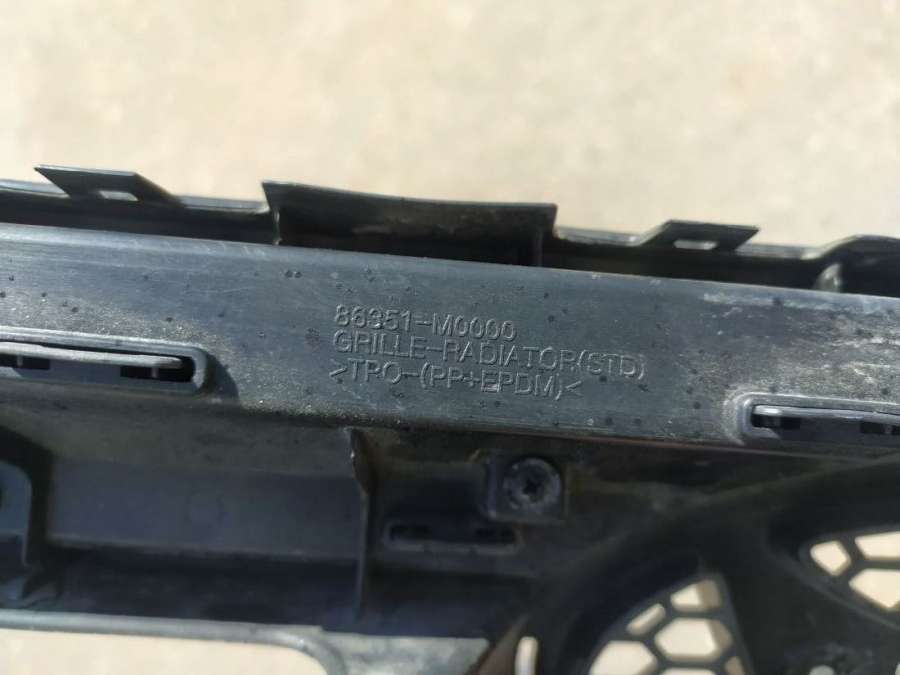 86351-M0000
GRILLE-RADIATOR(STD)
>TPO-(PP+EPDM)<